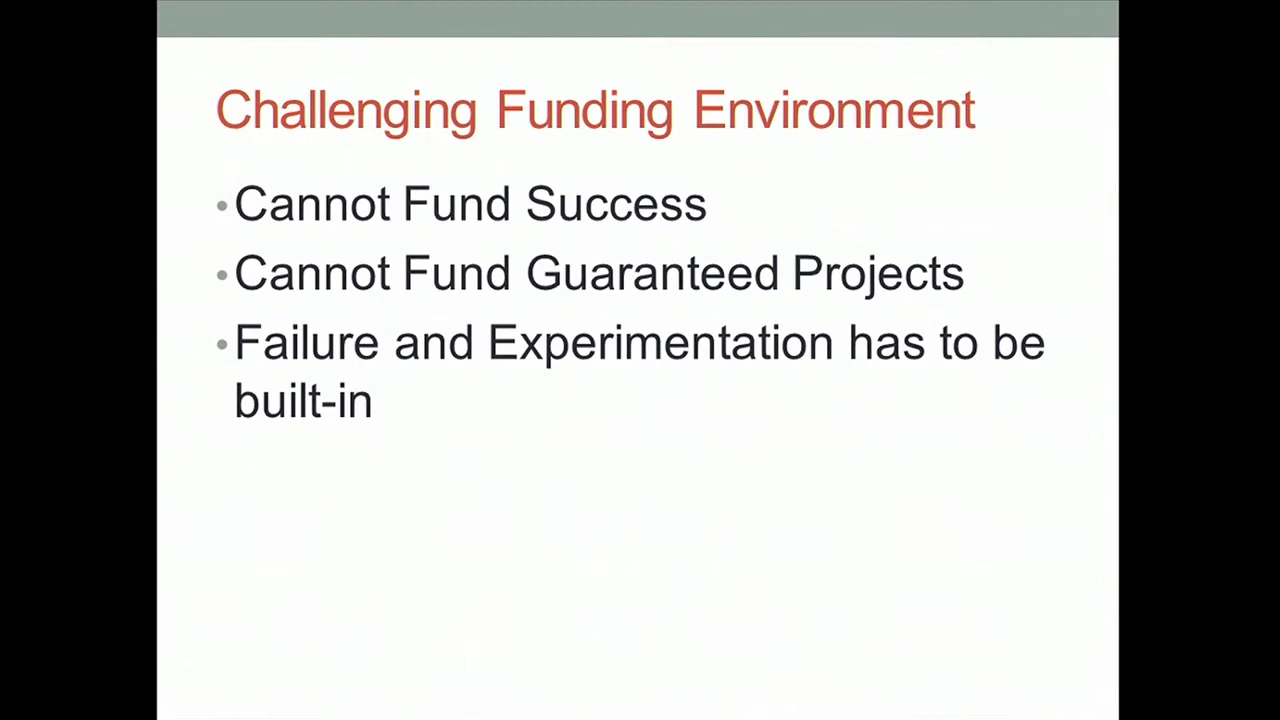 Challenging Funding Environment
•Cannot Fund Success
•Cannot Fund Guaranteed Projects
•Failure and Experimentation has to be
built-in